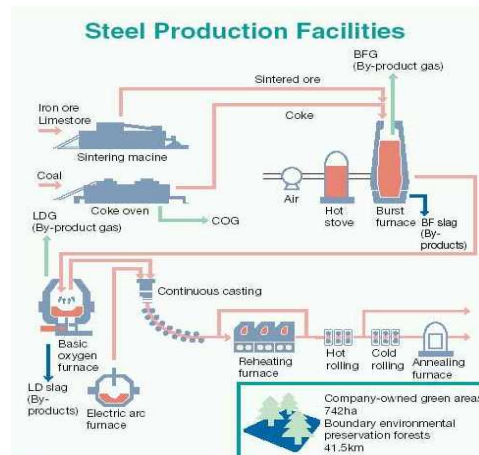 Steel Production Facilities
BFG
(By-product gas)
Sintered ore
Iron ore
Limestore
Coke
Sintering macine
Coal
Coke oven
COG
LDG
(By-product gas)
Air
Hot
stove
Burst
furnace
BF slag
(By-
products)
Continuous casting
Basic
oxygen
furnace
Reheating
furnace
Hot
rolling
Cold
rolling
Annealing
furnace
LD slag
(By-
products)
Electric arc
furnace
Company-owned green areas
742ha
Boundary environmental
preservation forests
41.5km